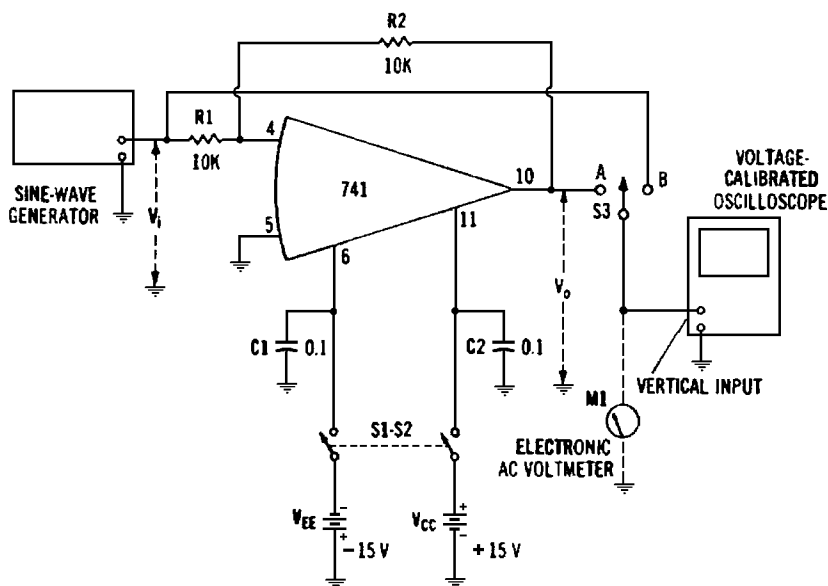 R2
10K
R1
10K
4
741
10
11
5
6
SINE-WAVE
GENERATOR
Vi
A
B
S3
VOLTAGE-
CALIBRATED
OSCILLOSCOPE
Vo
C1
0.1
C2
0.1
VERTICAL INPUT
M1
ELECTRONIC
AC VOLTMETER
S1-S2
VEE
-
+
-15 V
VCC
+
-
+15 V